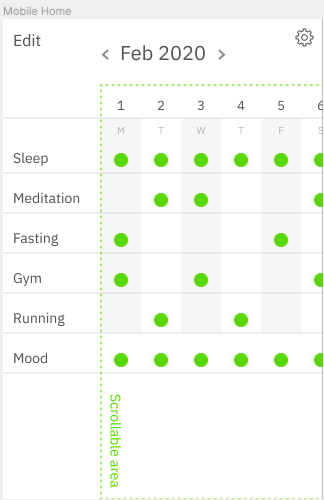 Mobile Home
Edit
Feb 2020
1 2 3 4 5 6
M T W T F S
Sleep
Meditation
Fasting
Gym
Running
Mood
Scrollable area